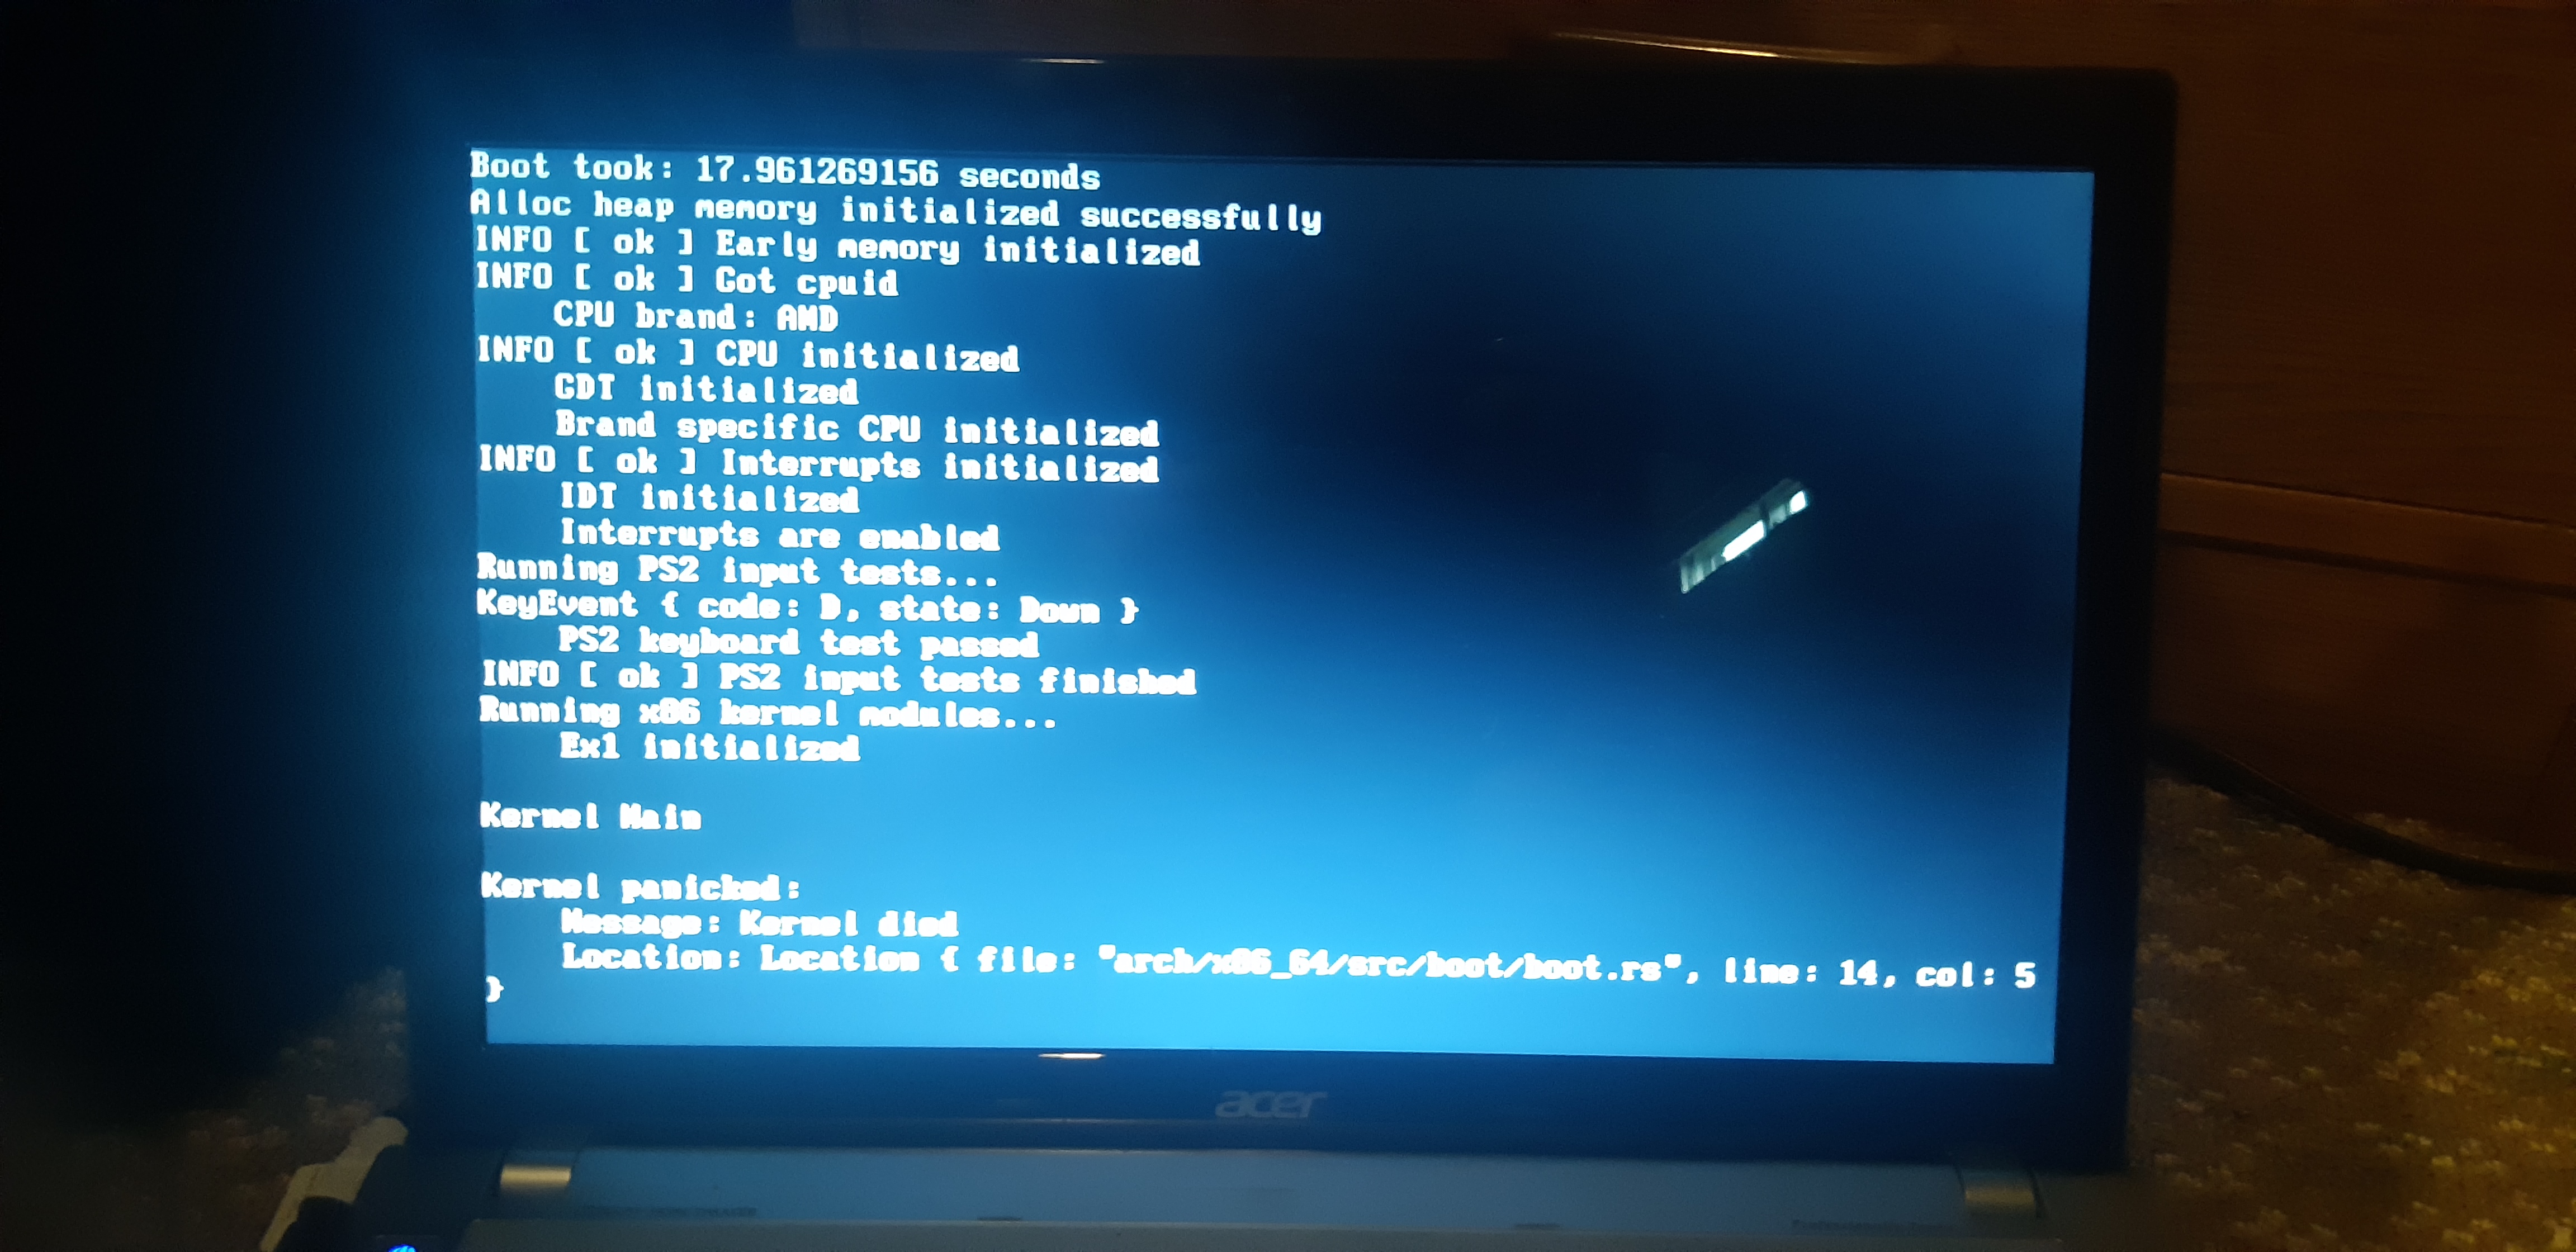 Boot took: 17.961269156 seconds
Alloc heap memory initialized successfully
INFO [ ok ] Early memory initialized
INFO [ ok ] Got cpuid
CPU brand: AMD
INFO [ ok ] CPU initialized
GDT initialized
Brand specific CPU initialized
INFO [ ok ] Interrupts initialized
IDT initialized
Interrupts are enabled
Running PS2 input tests...
KeyEvent { code: D, state: Down }
PS2 keyboard test passed
INFO [ ok ] PS2 input tests finished
Running x86 kernel modules...
Ex1 initialized
Kernel Main
Kernel panicked:
Message: Kernel died
Location: Location { file: "arch/x86_64/src/boot/boot.rs", line: 14, col: 5
}
acer